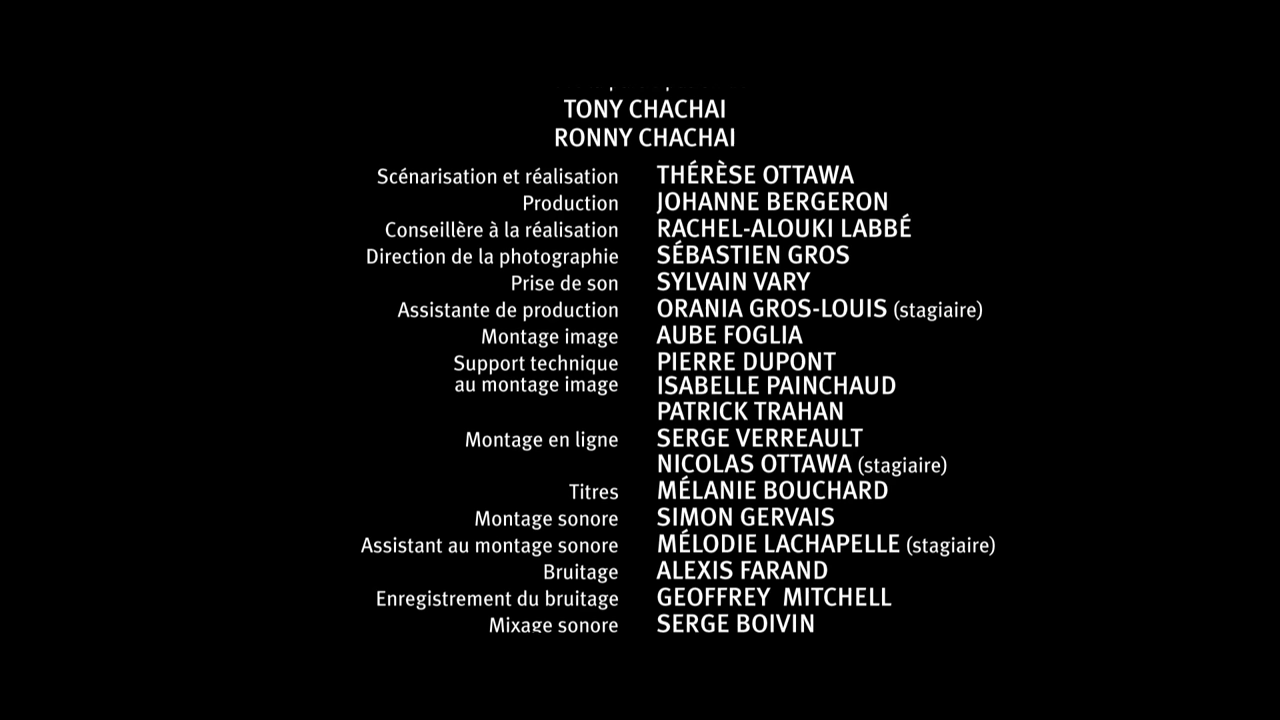 TONY CHACHAI
RONNY CHACHAI
Scénarisation et réalisation THÉRÈSE OTTAWA
Production JOHANNE BERGERON
Conseillère à la réalisation RACHEL-ALOUKI LABBÉ
Direction de la photographie SÉBASTIEN GROS
Prise de son SYLVAIN VARY
Assistante de production ORANIA GROS-LOUIS (stagiaire)
Montage image AUBE FOGLIA
Support technique PIERRE DUPONT
au montage image ISABELLE PAINCHAUD
PATRICK TRAHAN
Montage en ligne SERGE VERREAULT
NICOLAS OTTAWA (stagiaire)
Titres MÉLANIE BOUCHARD
Montage sonore SIMON GERVAIS
Assistant au montage sonore MÉLODIE LACHAPELLE (stagiaire)
Bruitage ALEXIS FARAND
Enregistrement du bruitage GEOFFREY MITCHELL
Mixage sonore SERGE BOIVIN